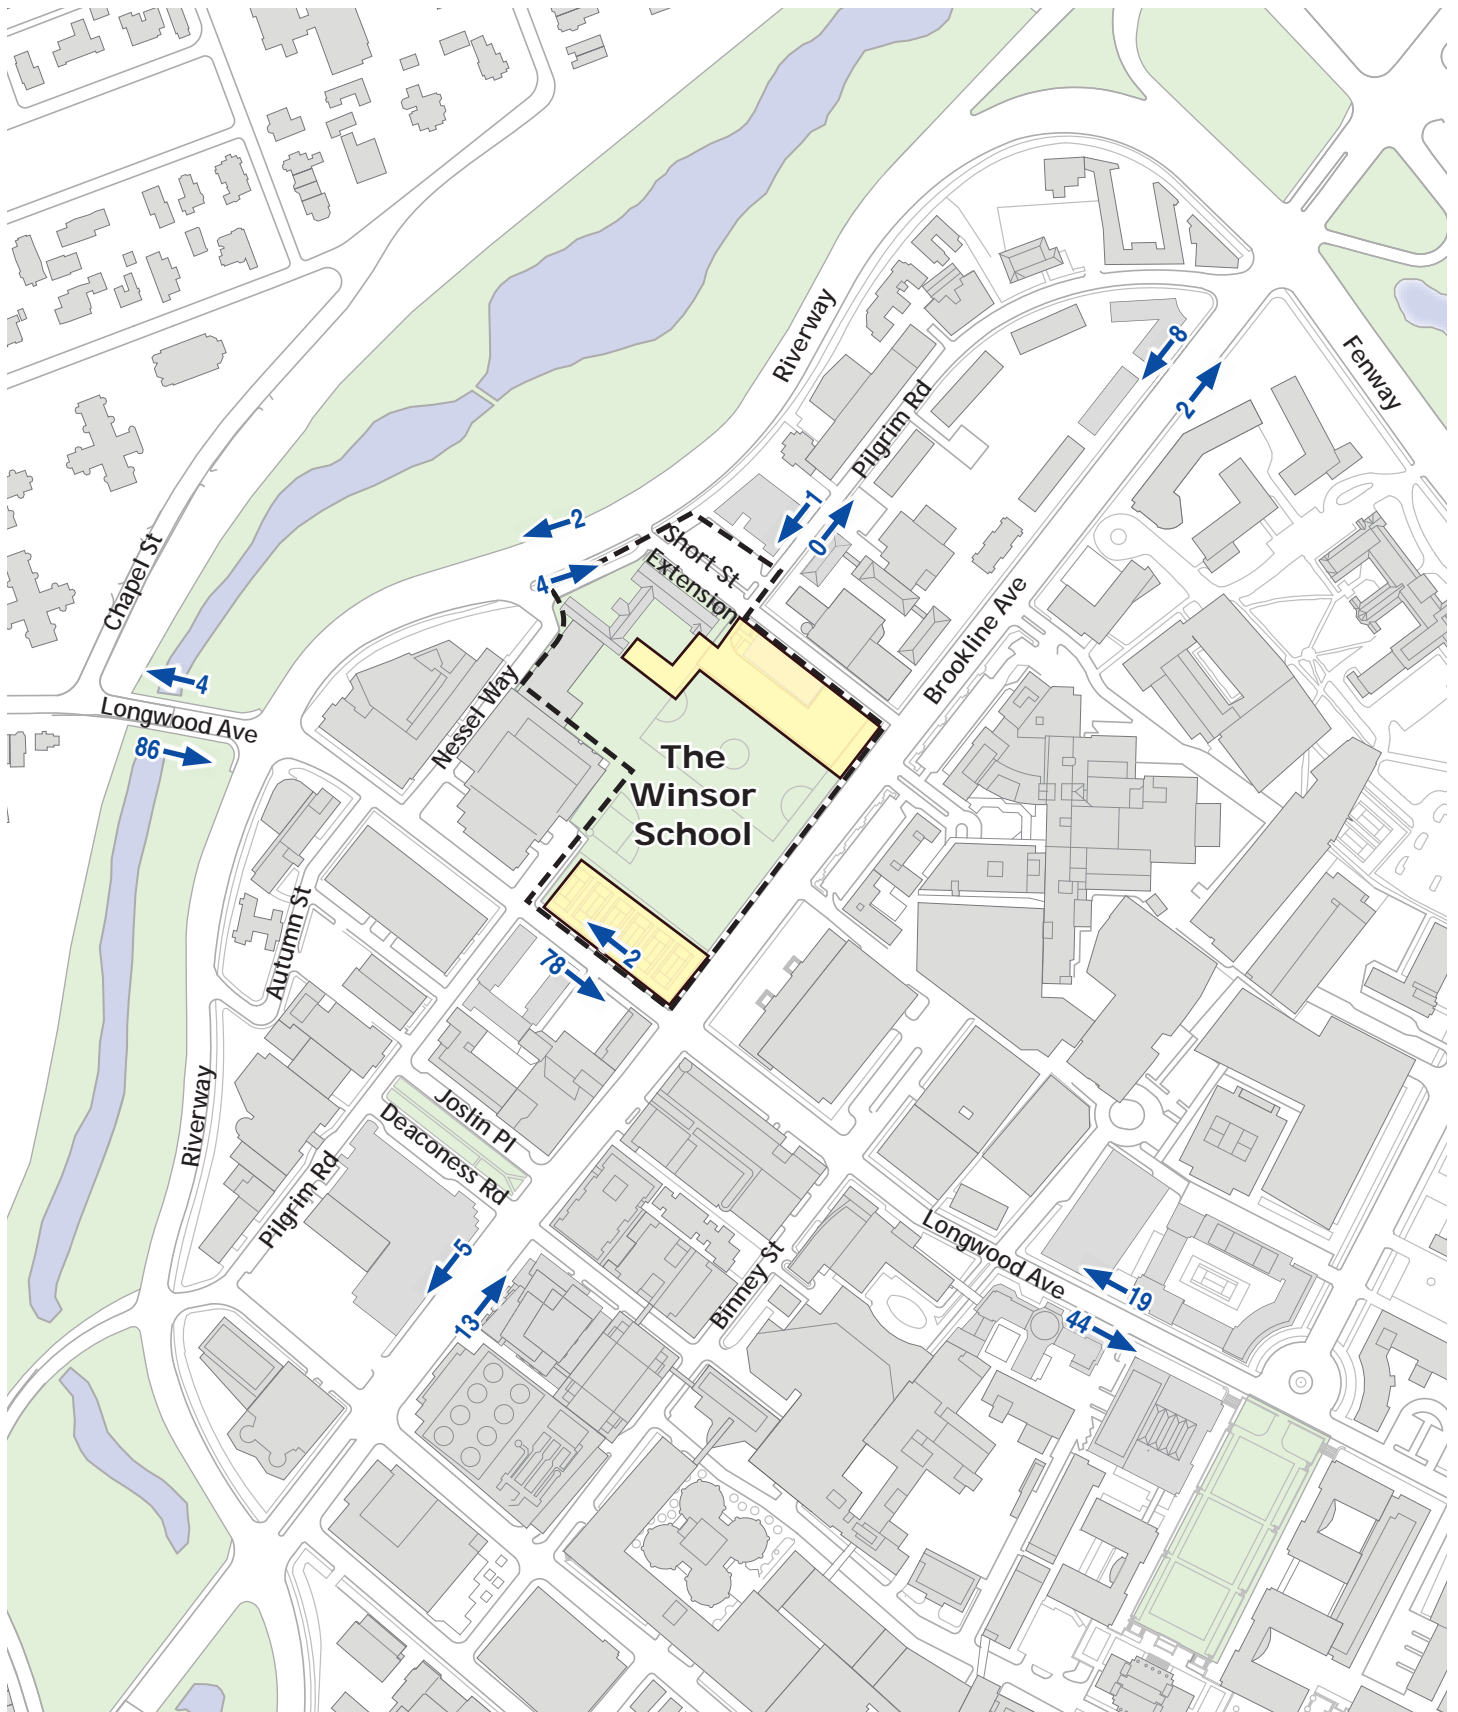 Riverway
8
Fenway
2
Pilgrim Rd
1
0
2
Short St
Extension
4
Chapel St
Brookline Ave
4
Longwood Ave
86
Nessel Way
The
Winsor
School
Autumn St
2
78
Riverway
Joslin Pl
Deaconess Rd
Pilgrim Rd
5
13
Binney St
Longwood Ave
19
44